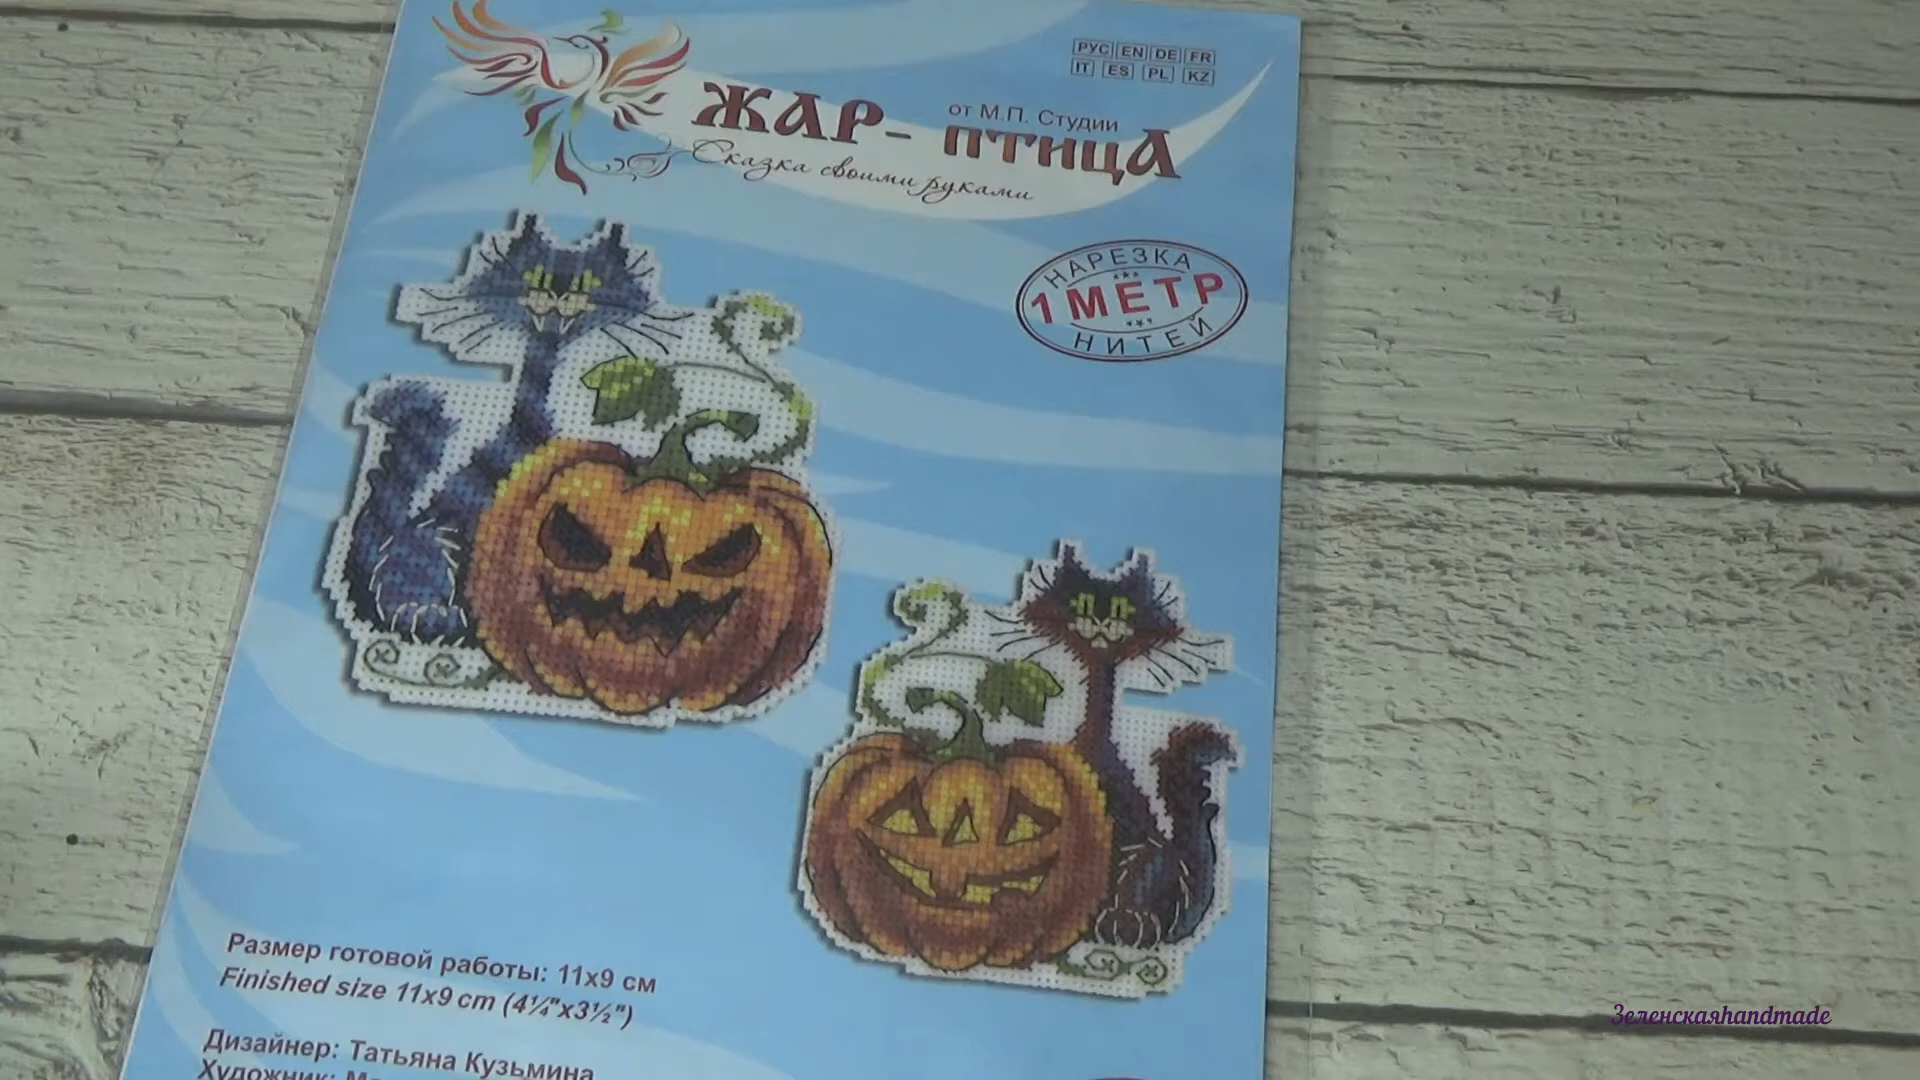 РУС EN DE FR
IT ES PL KZ
от М.П. Студии
ЖАР-ПТИЦА
Сказка своими руками
НАРЕЗКА
1 МЕТР
НИТЕЙ
Размер готовой работы: 11х9 см
Finished size 11x9 cm (4¼"x3½")
Дизайнер: Татьяна Кузьмина
Художник:
Зеленскаяhandmade